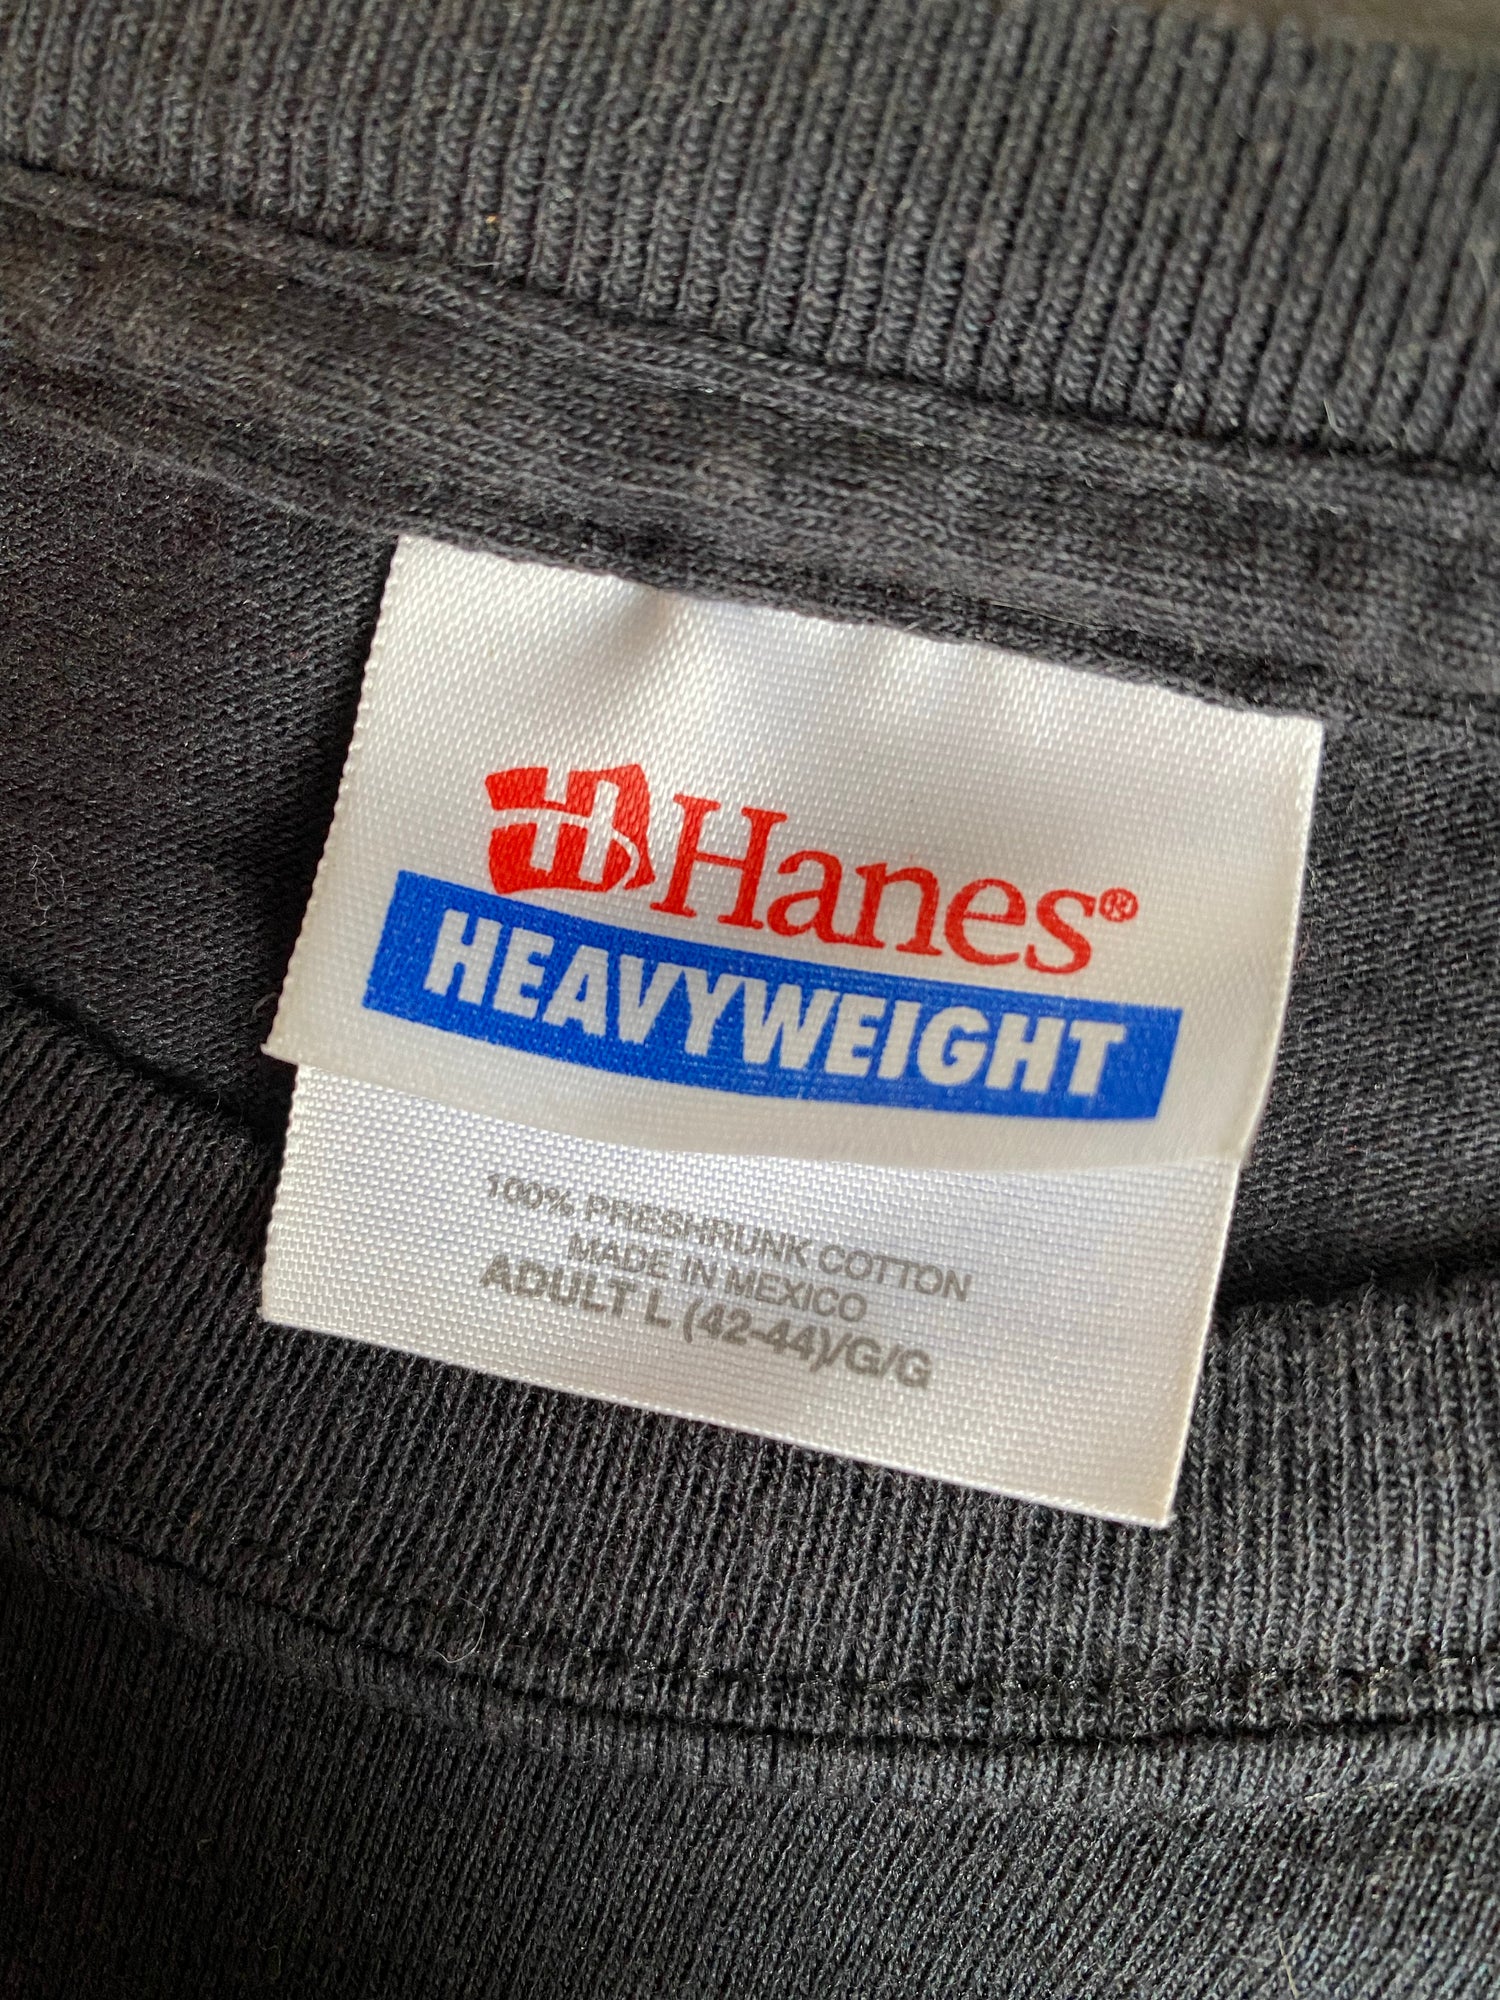 H Hanes®
HEAVYWEIGHT
100% PRESHRUNK COTTON
MADE IN MEXICO
ADULT L (42-44)/G/G